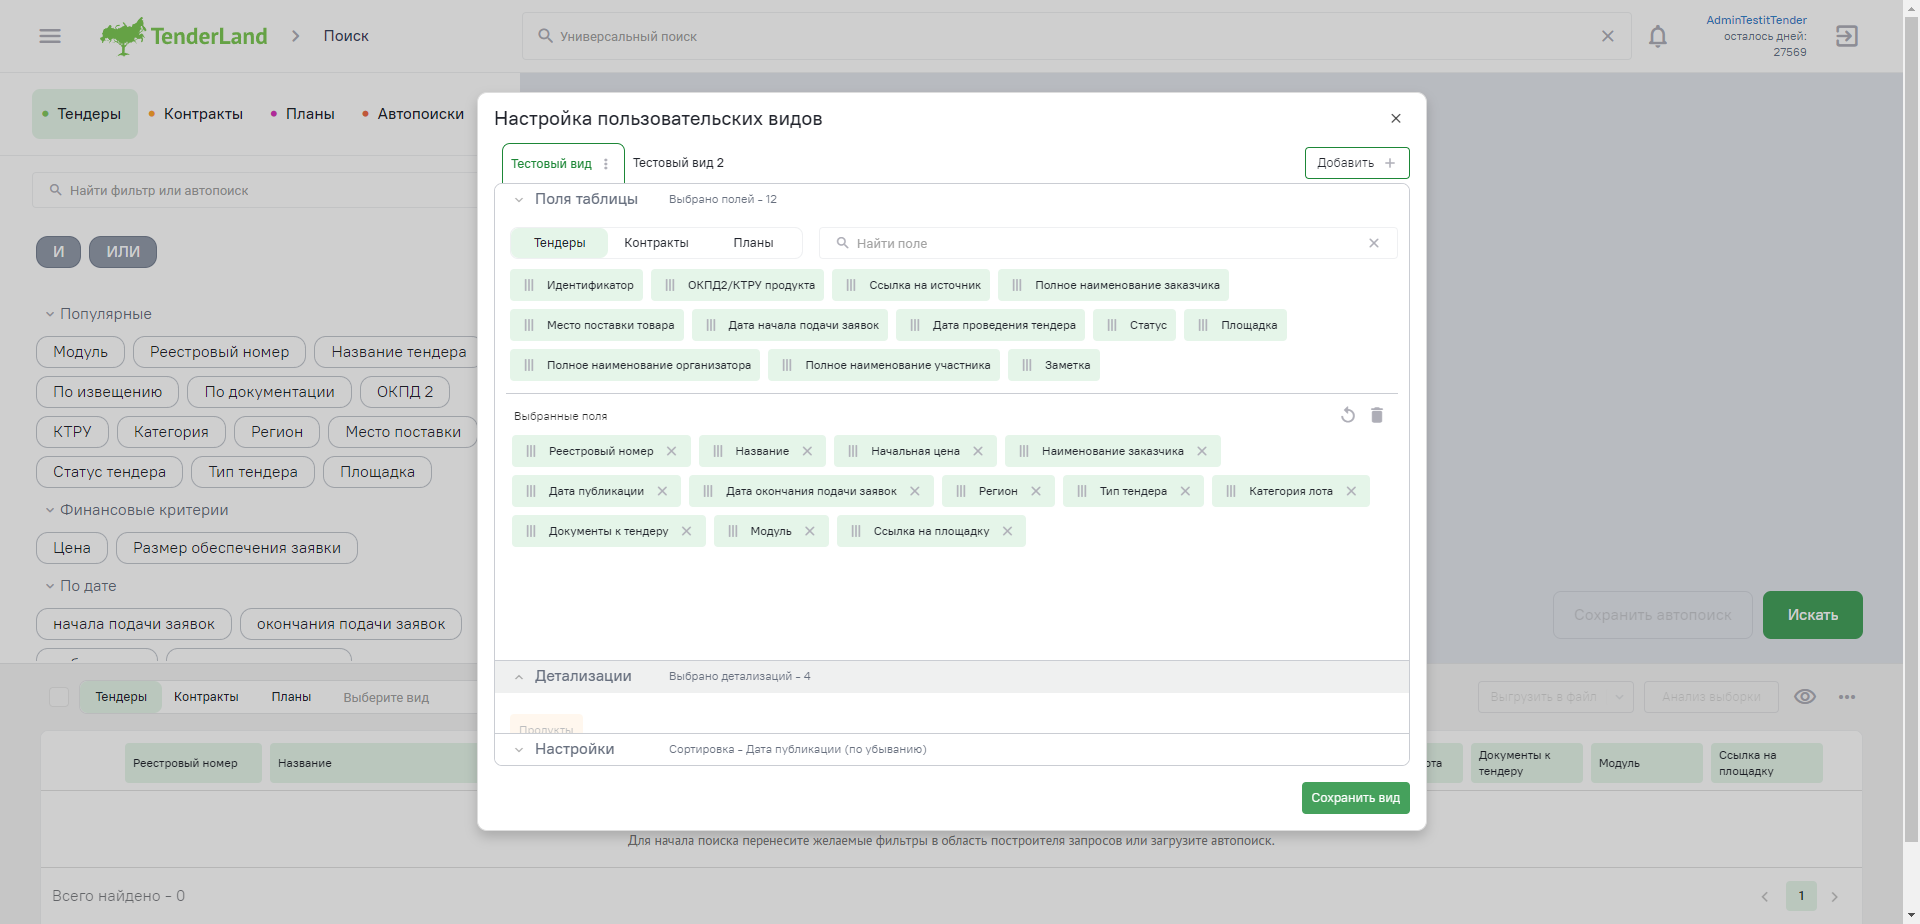 TenderLand
Поиск
Универсальный поиск
AdminTestitTender
осталось дней:
27569
Тендеры
Контракты
Планы
Автопоиски
Найти фильтр или автопоиск
И
ИЛИ
Популярные
Модуль
Реестровый номер
Название тендера
По извещению
По документации
ОКПД 2
КТРУ
Категория
Регион
Место поставки
Статус тендера
Тип тендера
Площадка
Финансовые критерии
Цена
Размер обеспечения заявки
По дате
начала подачи заявок
окончания подачи заявок
Настройка пользовательских видов
Тестовый вид
Тестовый вид 2
Добавить
Поля таблицы
Выбрано полей - 12
Тендеры
Контракты
Планы
Найти поле
Идентификатор
ОКПД2/КТРУ продукта
Ссылка на источник
Полное наименование заказчика
Место поставки товара
Дата начала подачи заявок
Дата проведения тендера
Статус
Площадка
Полное наименование организатора
Полное наименование участника
Заметка
Выбранные поля
Реестровый номер
Название
Начальная цена
Наименование заказчика
Дата публикации
Дата окончания подачи заявок
Регион
Тип тендера
Категория лота
Документы к тендеру
Модуль
Ссылка на площадку
Детализации
Выбрано детализаций - 4
Продукты
Настройки
Сортировка - Дата публикации (по убыванию)
Сохранить вид
Сохранить автопоиск
Искать
Тендеры
Контракты
Планы
Выберите вид
Выгрузить в файл
Анализ выборки
Реестровый номер
Название
ота
Документы к
тендеру
Модуль
Ссылка на
площадку
Для начала поиска перенесите желаемые фильтры в область построителя запросов или загрузите автопоиск.
Всего найдено - 0
1